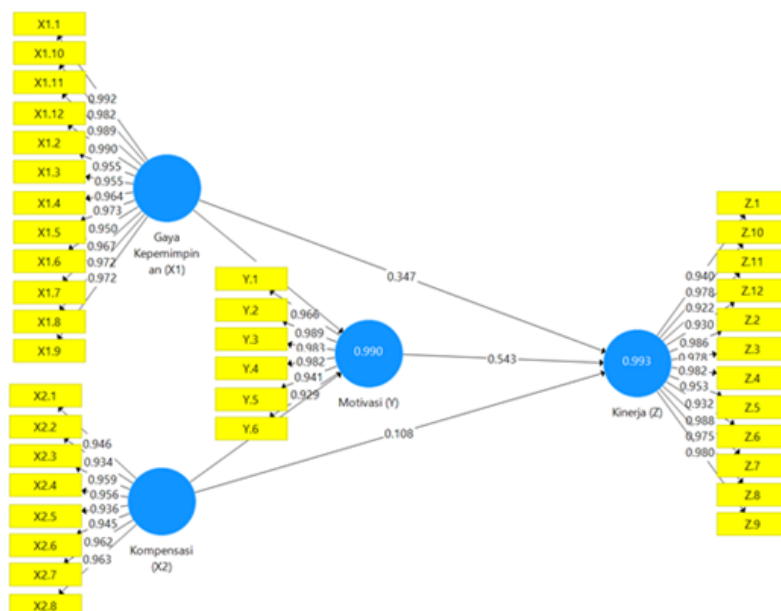 X1.1
X1.10
X1.11
X1.12
X1.2
X1.3
X1.4
X1.5
X1.6
X1.7
X1.8
X1.9
0.992
0.982
0.989
0.990
0.955
0.955
0.964
0.973
0.950
0.967
0.972
0.972
Gaya
Kepemimpin
an (X1)
X2.1
X2.2
X2.3
X2.4
X2.5
X2.6
X2.7
X2.8
0.946
0.934
0.959
0.956
0.936
0.945
0.962
0.963
Kompensasi
(X2)
Y.1
Y.2
Y.3
Y.4
Y.5
Y.6
0.966
0.989
0.983
0.982
0.941
0.929
0.990
Motivasi (Y)
0.347
0.543
0.108
0.993
Kinerja (Z)
0.940
0.978
0.922
0.930
0.986
0.978
0.982
0.953
0.932
0.988
0.975
0.980
Z.1
Z.10
Z.11
Z.12
Z.2
Z.3
Z.4
Z.5
Z.6
Z.7
Z.8
Z.9